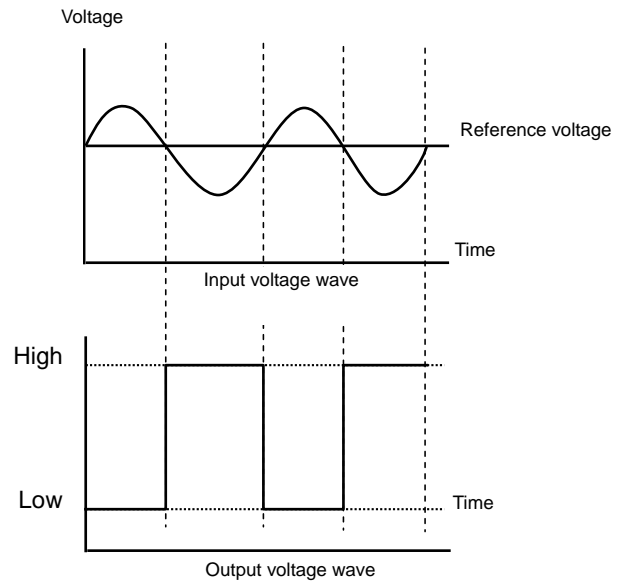 Voltage
Reference voltage
Time
Input voltage wave
High
Low
Time
Output voltage wave